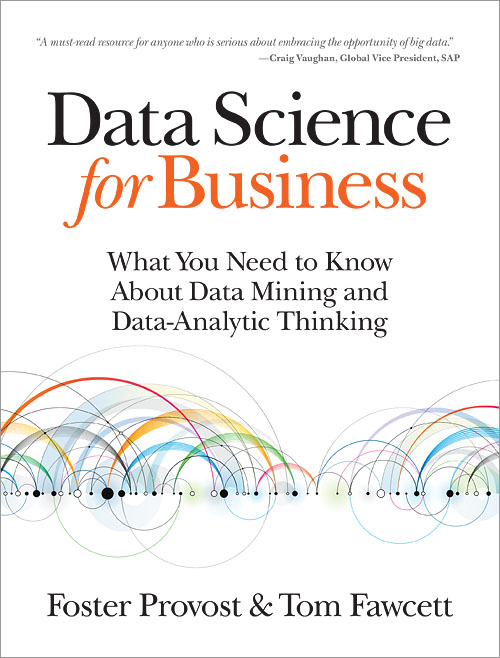 “A must-read resource for anyone who is serious about embracing the opportunity of big data.”
—Craig Vaughan, Global Vice President, SAP
Data Science
for Business
What You Need to Know
About Data Mining and
Data-Analytic Thinking
Foster Provost & Tom Fawcett